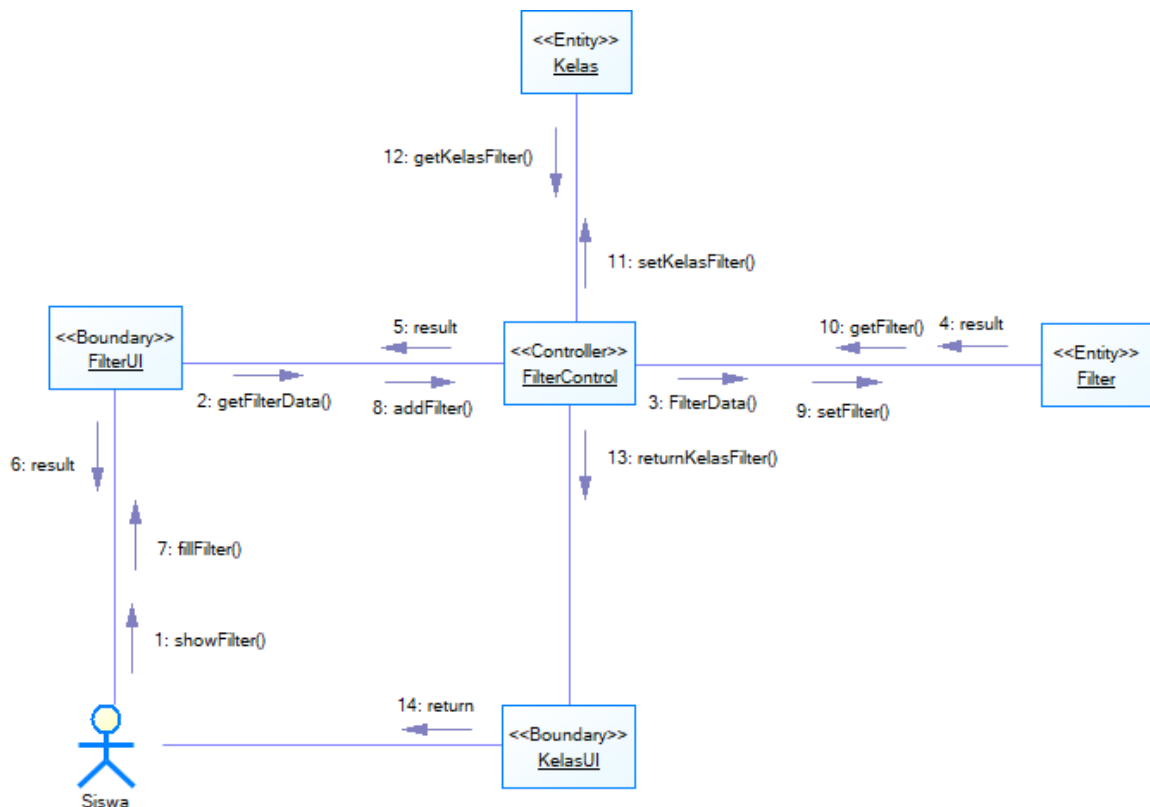 <<Entity>>
Kelas
12: getKelasFilter()
11: setKelasFilter()
<<Boundary>>
FilterUI
5: result
2: getFilterData()
8: addFilter()
<<Controller>>
FilterControl
10: getFilter()
4: result
3: FilterData()
9: setFilter()
<<Entity>>
Filter
13: returnKelasFilter()
6: result
7: fillFilter()
1: showFilter()
14: return
<<Boundary>>
KelasUI
Siswa